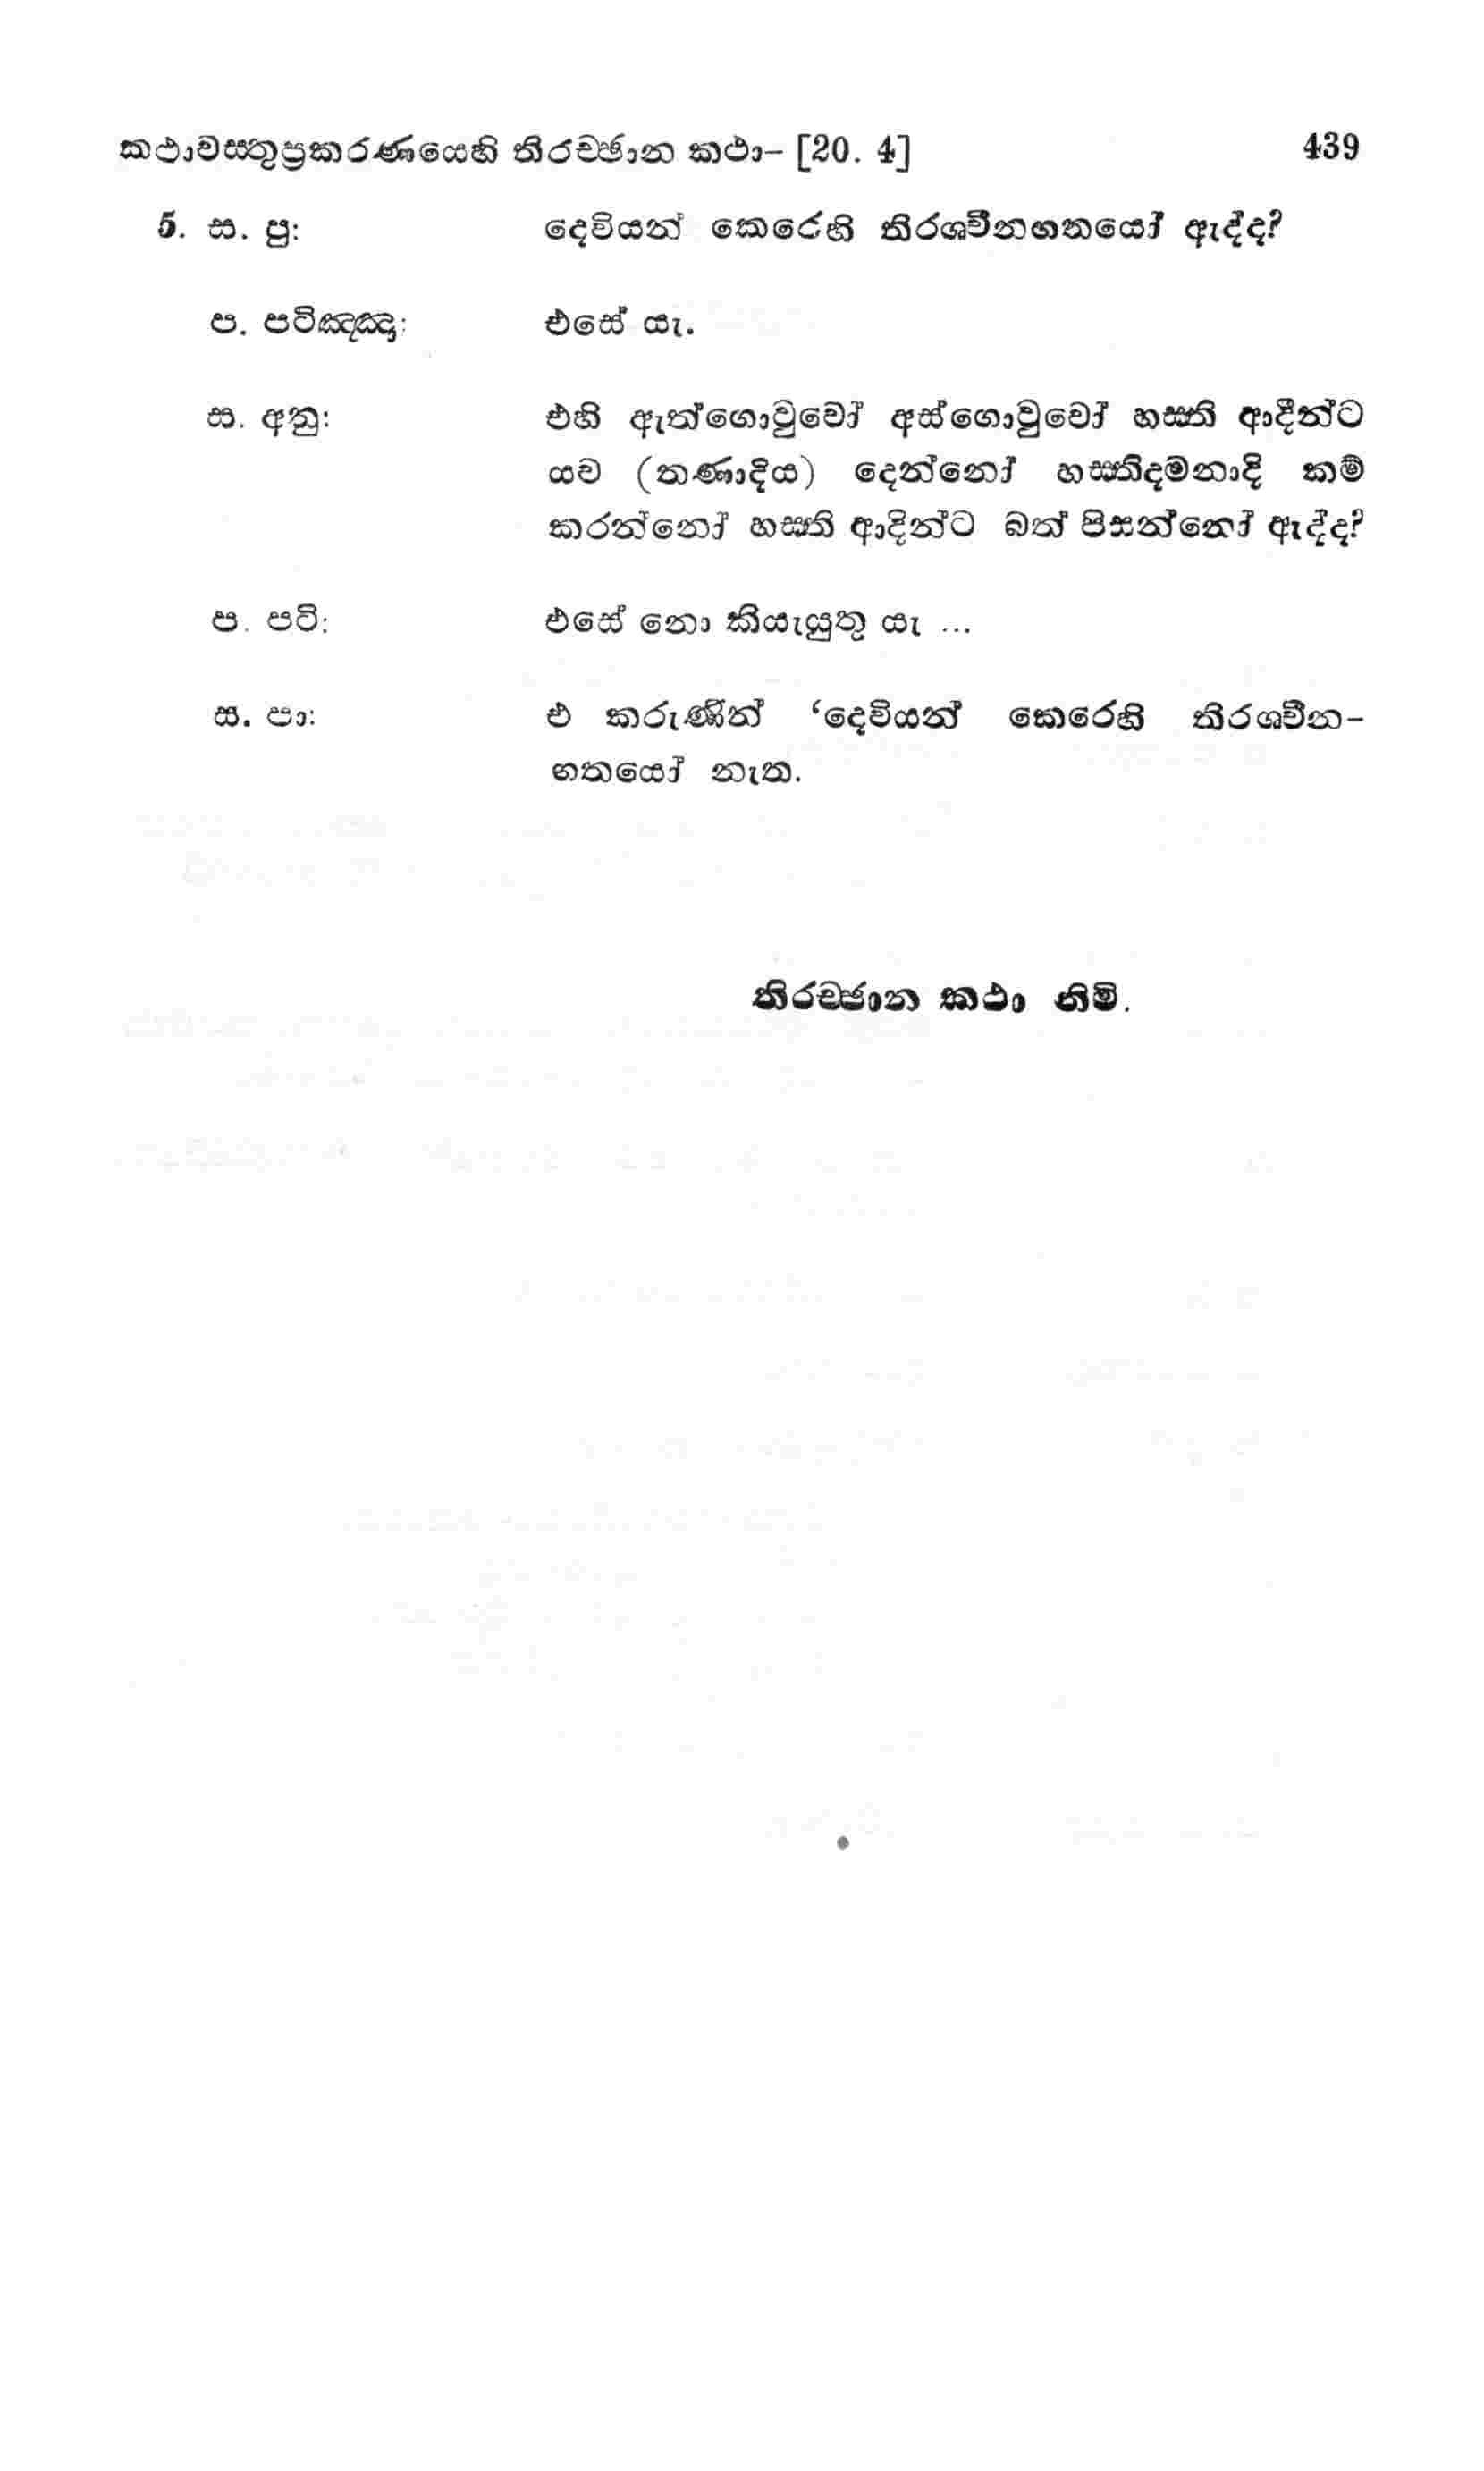 කථාවස්තුප්‍රකරණයෙහි තිරච්ඡාන කථා- [20. 4] 439
5. ස. පු: දෙවියන් කෙරෙහි තිරශ්චීනගතයෝ ඇද්ද?
ප. පටිඤ්ඤා: එසේ යැ.
ස. අනු: එහි ඇත්ගොවුවෝ අස්ගොවුවෝ හස්ති ආදීන්ට
යව (තණාදිය) දෙන්නෝ හස්තිදමනාදි කම්
කරන්නෝ හස්ති ආදින්ට බත් පිසන්නෝ ඇද්ද?
ප. පටි: එසේ නො කියැයුතු යැ ...
ස. පා: එ කරුණින් ‘දෙවියන් කෙරෙහි තිරශ්චීන-
ගතයෝ නැත.
තිරච්ඡාන කථා නිමි.